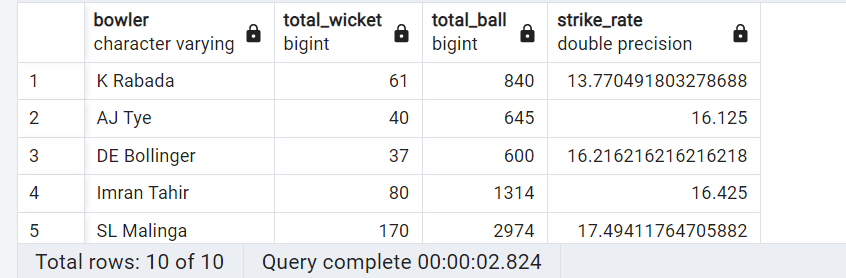 bowler total_wicket total_ball strike_rate
character varying bigint bigint double precision
1 K Rabada 61 840 13.770491803278688
2 AJ Tye 40 645 16.125
3 DE Bollinger 37 600 16.216216216216218
4 Imran Tahir 80 1314 16.425
5 SL Malinga 170 2974 17.49411764705882
Total rows: 10 of 10 Query complete 00:00:02.824